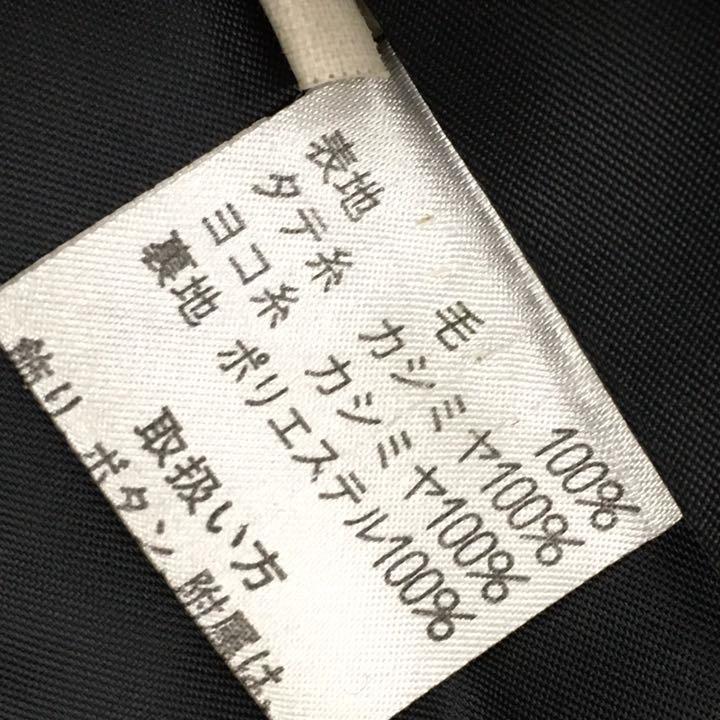 表地 毛 100%
タテ糸 カシミヤ100%
ヨコ糸 カシミヤ100%
裏地 ポリエステル100%
取扱い方
飾り ボタン 附属は、